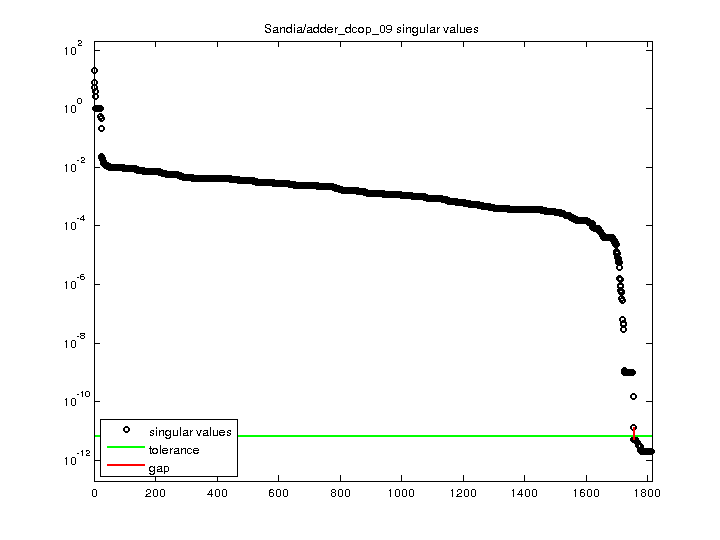 Sandia/adder_dcop_09 singular values
10^2
10^0
10^-2
10^-4
10^-6
10^-8
10^-10
10^-12
singular values
tolerance
gap
0 200 400 600 800 1000 1200 1400 1600 1800